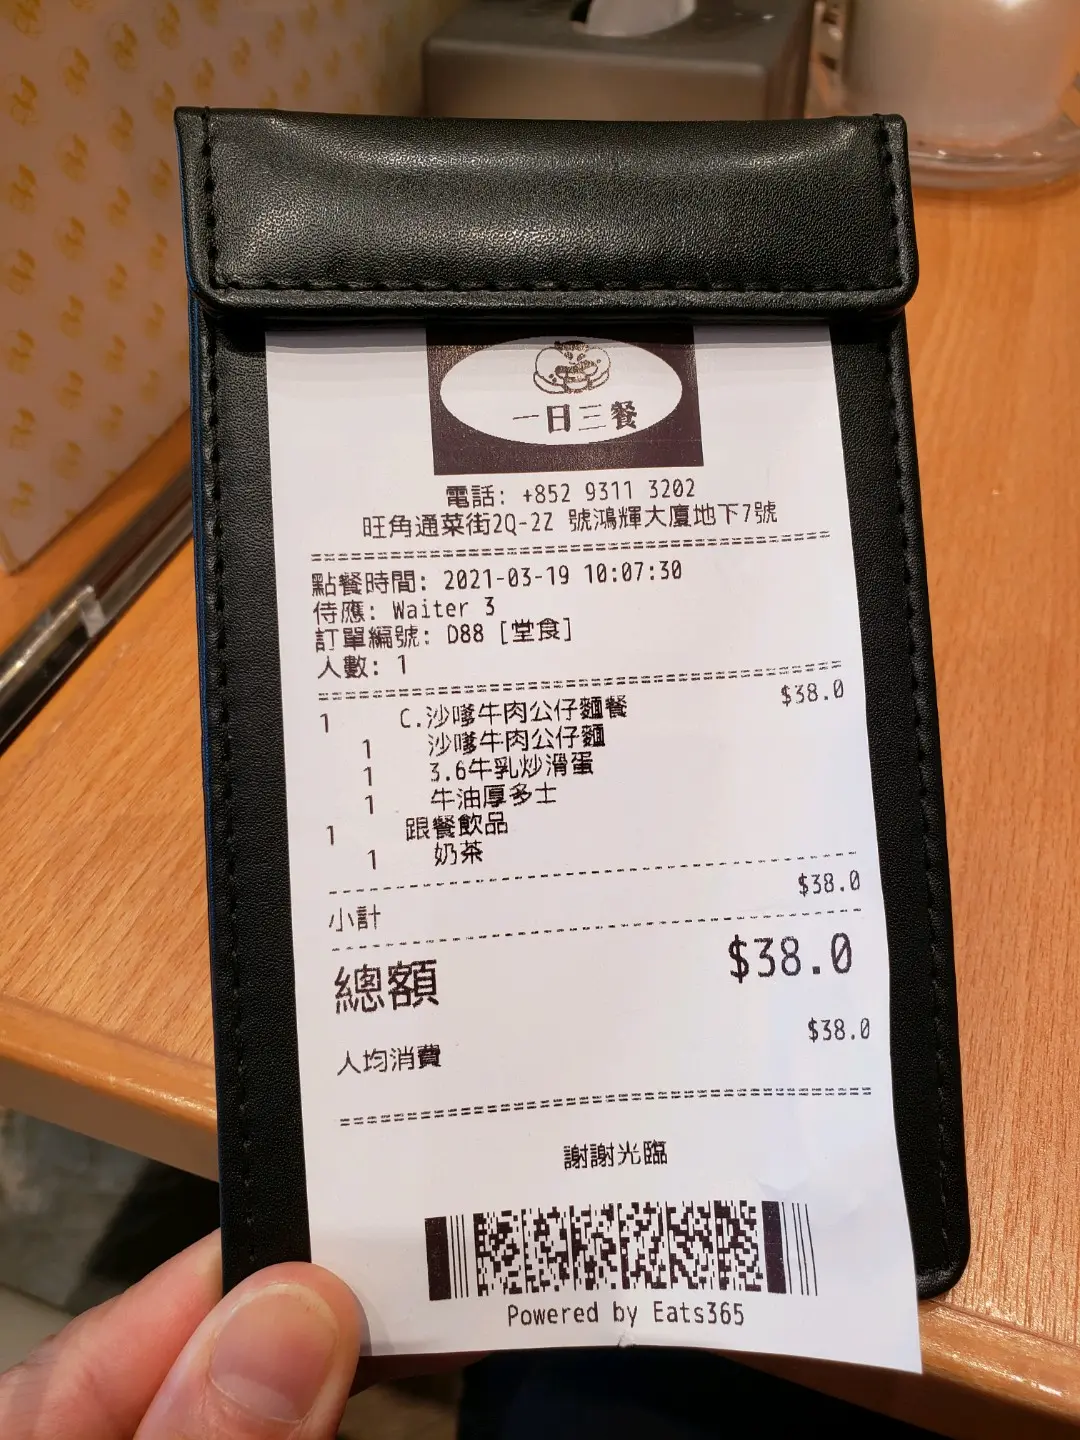 一日三餐
電話: +852 9311 3202
旺角通菜街2Q-2Z 號鴻輝大廈地下7號
點餐時間: 2021-03-19 10:07:30
侍應: Waiter 3
訂單編號: D88 [堂食]
人數: 1
1 C.沙嗲牛肉公仔麵餐 $38.0
1 沙嗲牛肉公仔麵
1 3.6牛乳炒滑蛋
1 牛油厚多士
1 跟餐飲品
1 奶茶
小計 $38.0
總額 $38.0
人均消費 $38.0
謝謝光臨
Powered by Eats365